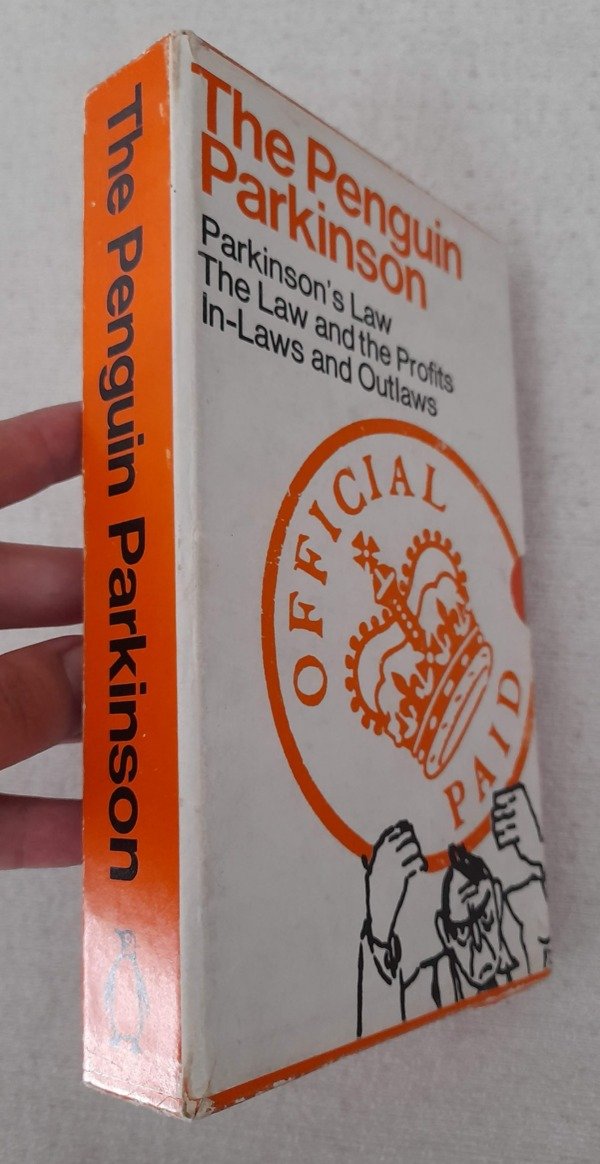 The Penguin Parkinson
The Penguin
Parkinson
Parkinson's Law
The Law and the Profits
In-Laws and Outlaws
OFFICIAL
PAID